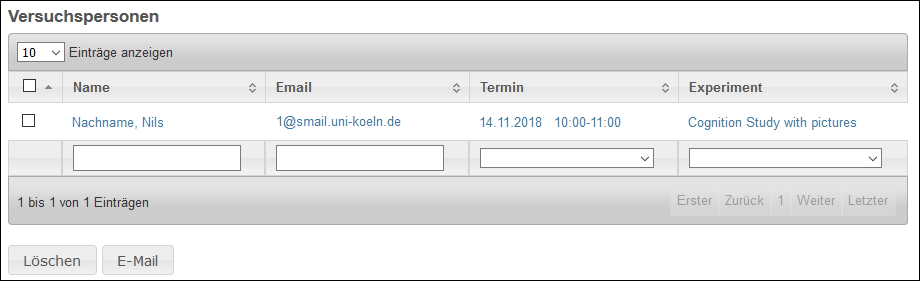 Versuchspersonen
10 Einträge anzeigen
Name Email Termin Experiment
Nachname, Nils 1@smail.uni-koeln.de 14.11.2018 10:00-11:00 Cognition Study with pictures
1 bis 1 von 1 Einträgen Erster Zurück 1 Weiter Letzter
Löschen E-Mail